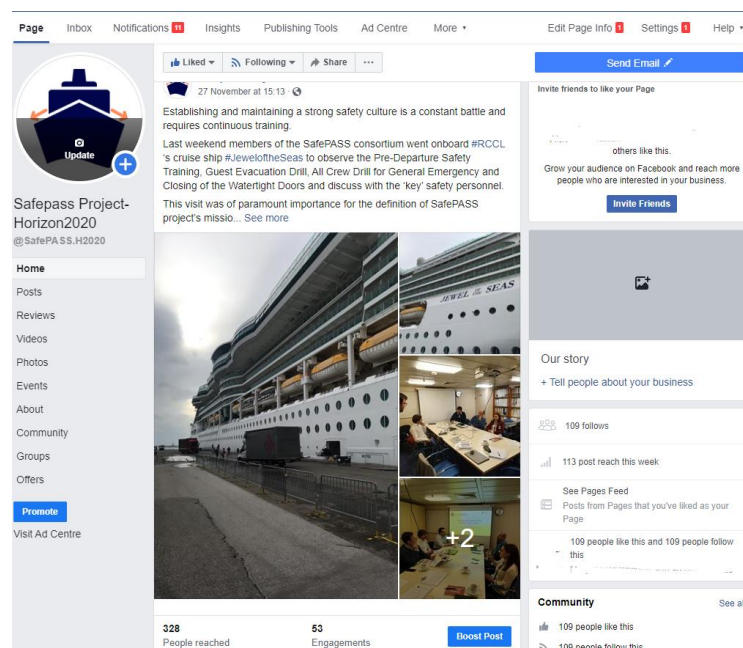 Page Inbox Notifications 11 Insights Publishing Tools Ad Centre More Edit Page Info 1 Settings 1 Help
Liked Following Share ...
Send Email
Update
Safepass Project-
Horizon2020
@SafePASS.H2020
Home
Posts
Reviews
Videos
Photos
Events
About
Community
Groups
Offers
Promote
Visit Ad Centre
27 November at 15:13
Establishing and maintaining a strong safety culture is a constant battle and
requires continuous training.
Last weekend members of the SafePASS consortium went onboard #RCCL
's cruise ship #JeweloftheSeas to observe the Pre-Departure Safety
Training, Guest Evacuation Drill, All Crew Drill for General Emergency and
Closing of the Watertight Doors and discuss with the 'key' safety personnel.
This visit was of paramount importance for the definition of SafePASS
project's missio... See more
JEWEL OF THE SEAS
+2
328
People reached
53
Engagements
Boost Post
Invite friends to like your Page
others like this.
Grow your audience on Facebook and reach more
people who are interested in your business.
Invite Friends
Our story
+ Tell people about your business
109 follows
113 post reach this week
See Pages Feed
Posts from Pages that you've liked as your
Page
109 people like this and 109 people follow
this
Community See al
109 people like this
109 people follow this